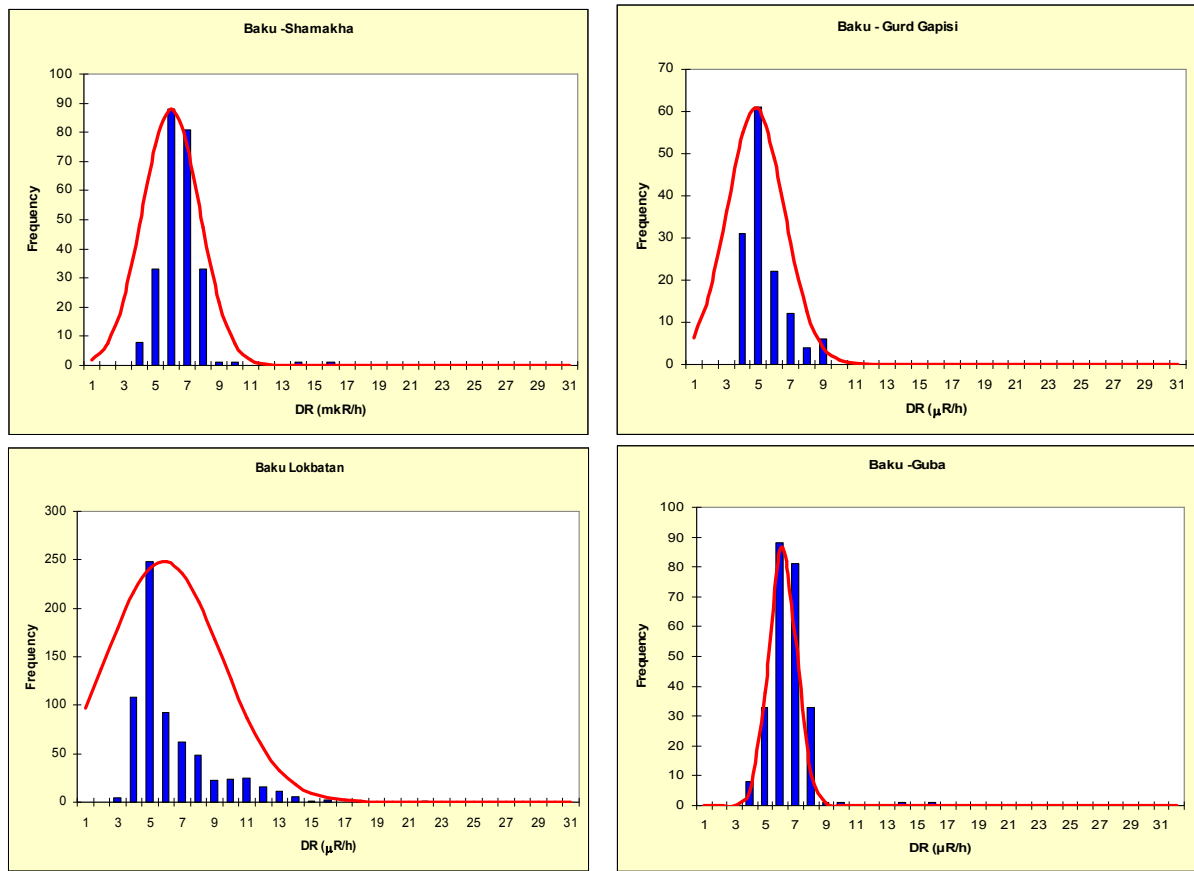 Baku -Shamakha
Frequency
100
90
80
70
60
50
40
30
20
10
0
1 3 5 7 9 11 13 15 17 19 21 23 25 27 29 31
DR (mkR/h)
Baku - Gurd Gapisi
Frequency
70
60
50
40
30
20
10
0
1 3 5 7 9 11 13 15 17 19 21 23 25 27 29 31
DR (μR/h)
Baku Lokbatan
Frequency
300
250
200
150
100
50
0
1 3 5 7 9 11 13 15 17 19 21 23 25 27 29 31
DR (μR/h)
Baku -Guba
Frequency
100
90
80
70
60
50
40
30
20
10
0
1 3 5 7 9 11 13 15 17 19 21 23 25 27 29 31
DR (μR/h)